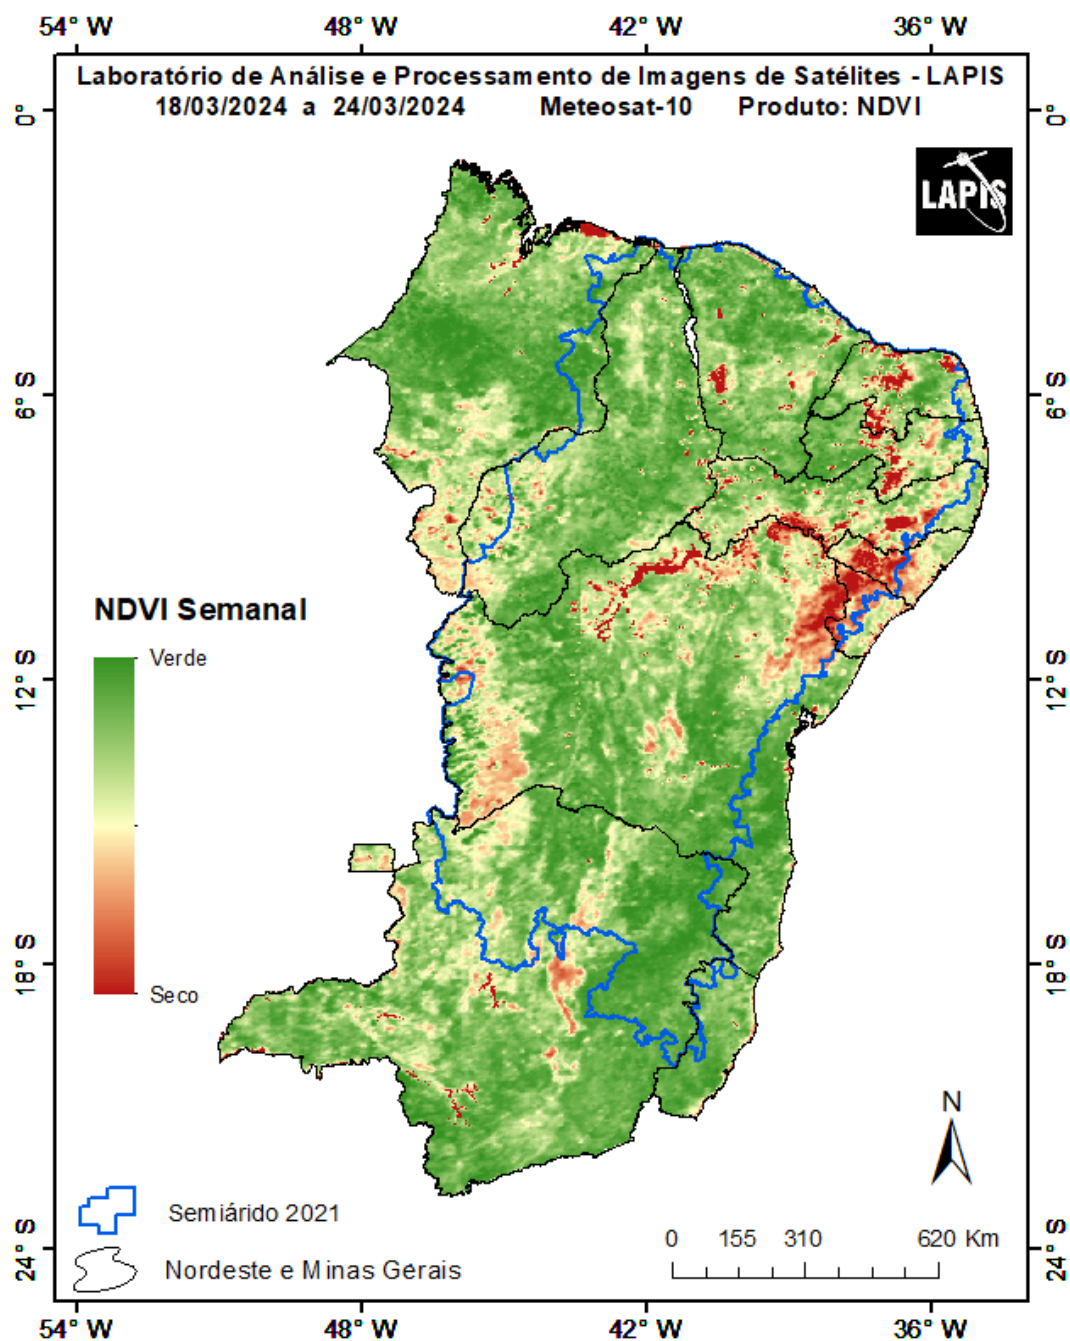 54° W 48° W 42° W 36° W
Laboratório de Análise e Processamento de Imagens de Satélites - LAPIS
18/03/2024 a 24/03/2024 Meteosat-10 Produto: NDVI
0° 0°
LAPIS
6° S 6° S
NDVI Semanal
Verde
12° S 12° S
18° S 18° S
Seco
N
Semiárido 2021
0 155 310 620 Km
24° S 24° S
Nordeste e Minas Gerais
54° W 48° W 42° W 36° W